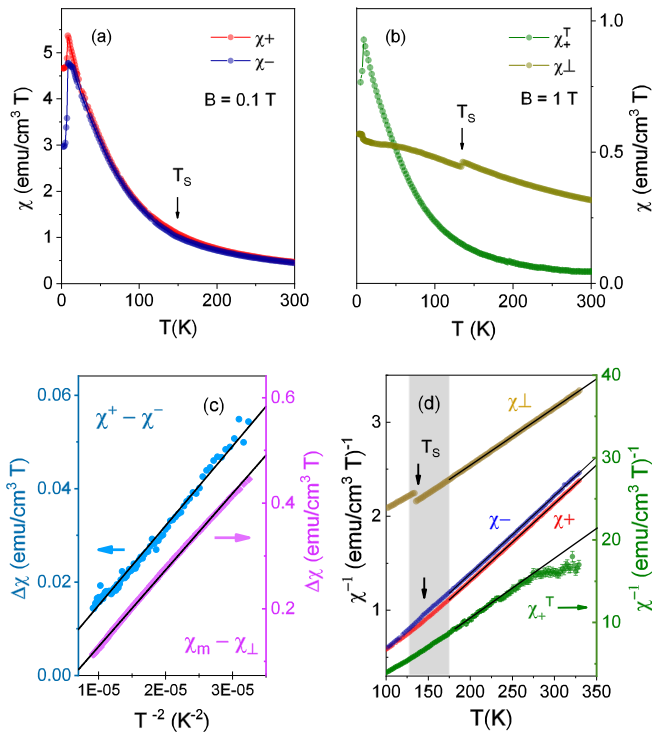 (a)
χ+
χ−
B = 0.1 T
T_S
5
4
3
2
1
0
0 100 200 300
χ (emu/cm³ T)
T(K)
(b)
χ₊ᵀ
χ⊥
B = 1 T
T_S
1.0
0.5
0.0
0 100 200 300
χ (emu/cm³ T)
T (K)
(c)
χ⁺ − χ⁻
0.06
0.04
0.02
0.00
Δχ (emu/cm³ T)
0.6
0.4
0.2
Δχ (emu/cm³ T)
χₘ − χ⊥
1E-05 2E-05 3E-05
T ⁻² (K⁻²)
(d)
χ⊥
T_S
χ−
χ+
χ₊ᵀ
3
2
1
χ⁻¹ (emu/cm³ T)⁻¹
40
30
20
10
χ⁻¹ (emu/cm³ T)⁻¹
100 150 200 250 300 350
T(K)